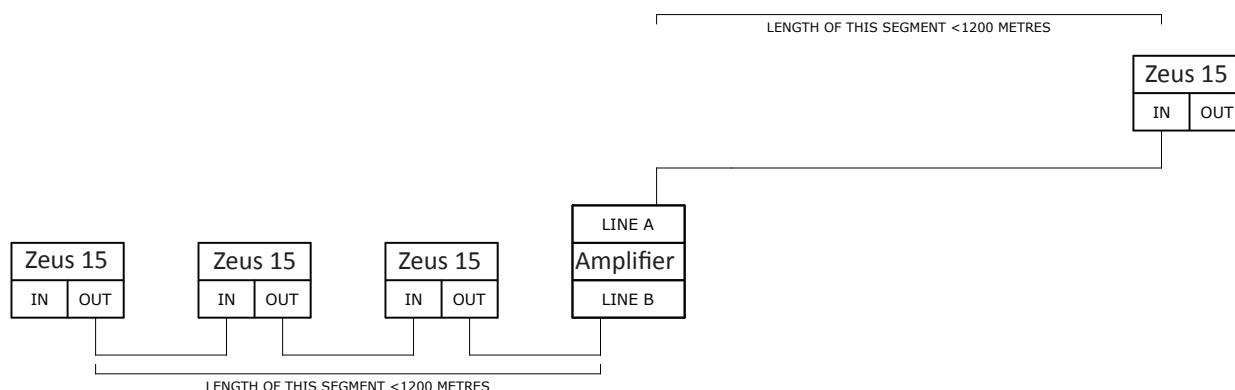 LENGTH OF THIS SEGMENT <1200 METRES
Zeus 15
IN OUT
LINE A
Amplifier
LINE B
Zeus 15
IN OUT
Zeus 15
IN OUT
Zeus 15
IN OUT
LENGTH OF THIS SEGMENT <1200 METRES